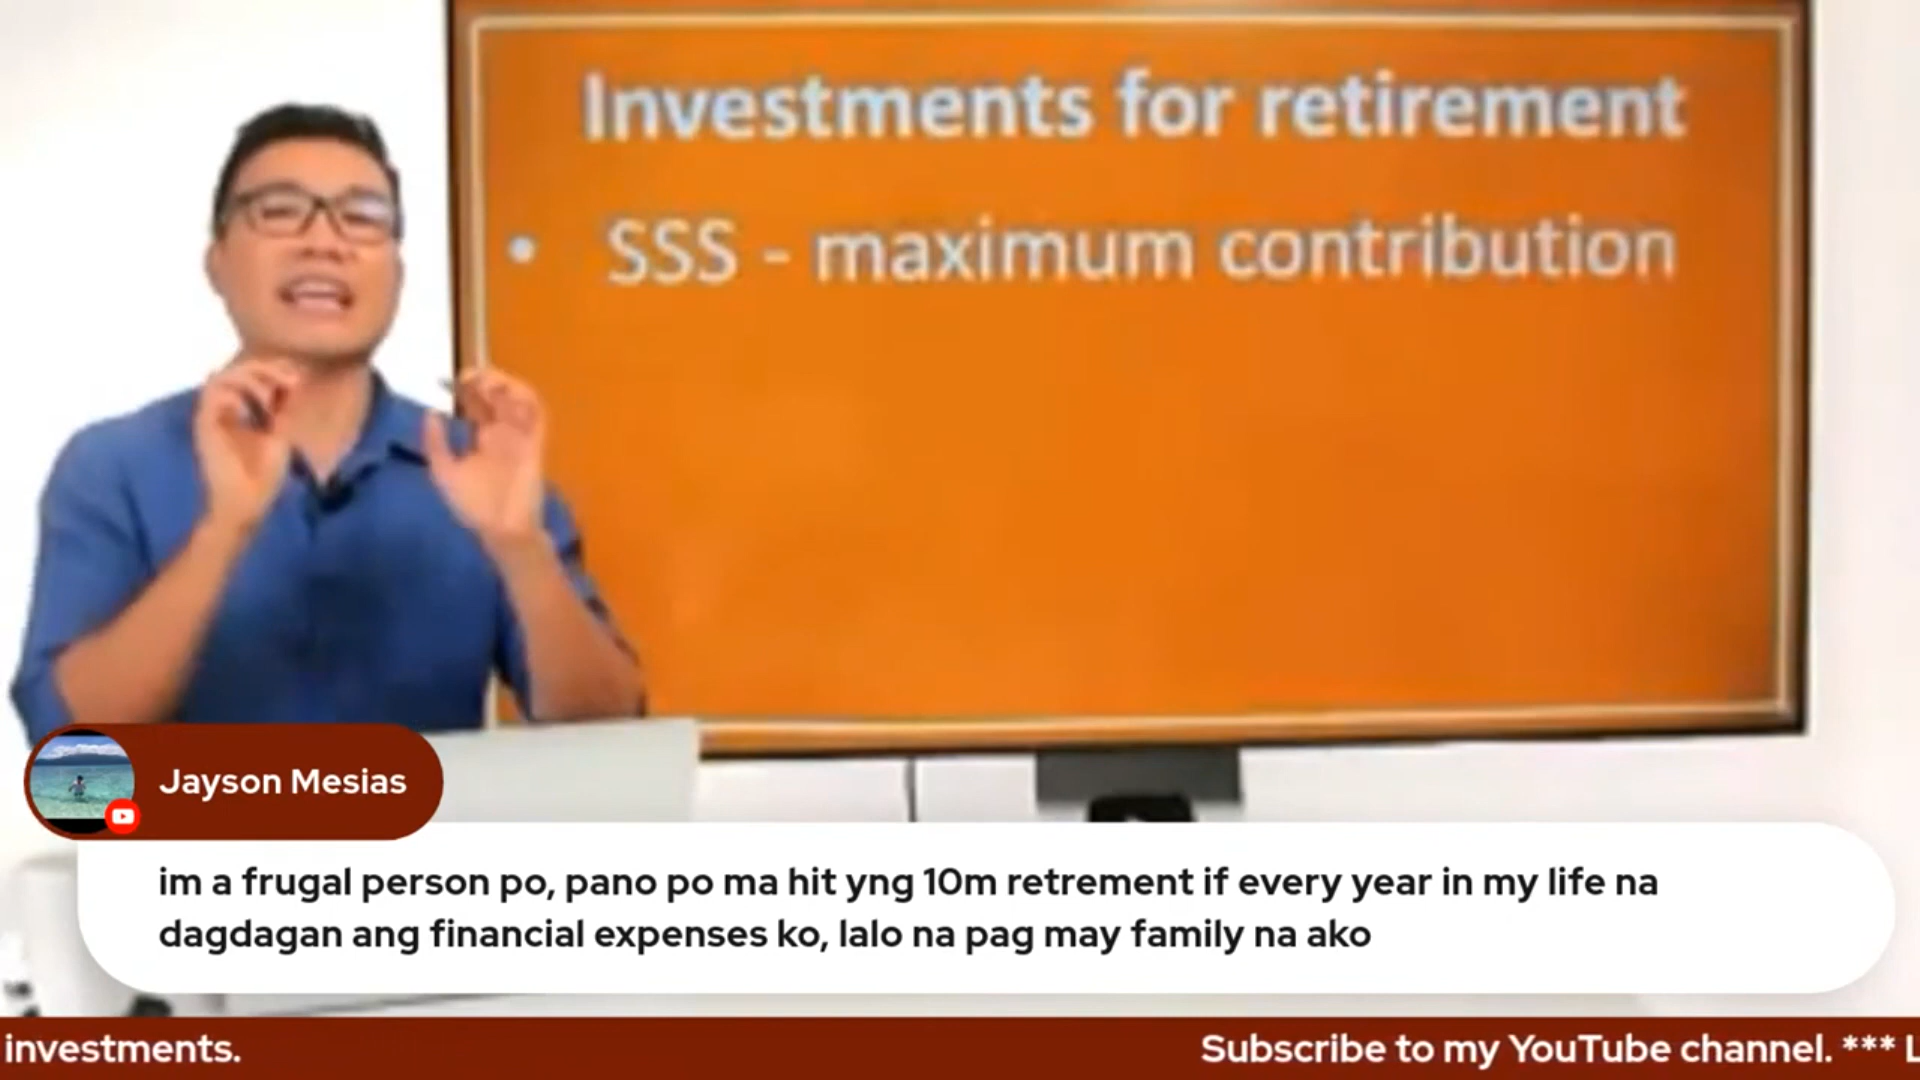 Investments for retirement
• SSS - maximum contribution
Jayson Mesias
im a frugal person po, pano po ma hit yng 10m retrement if every year in my life na
dagdagan ang financial expenses ko, lalo na pag may family na ako
investments. Subscribe to my YouTube channel. *** L